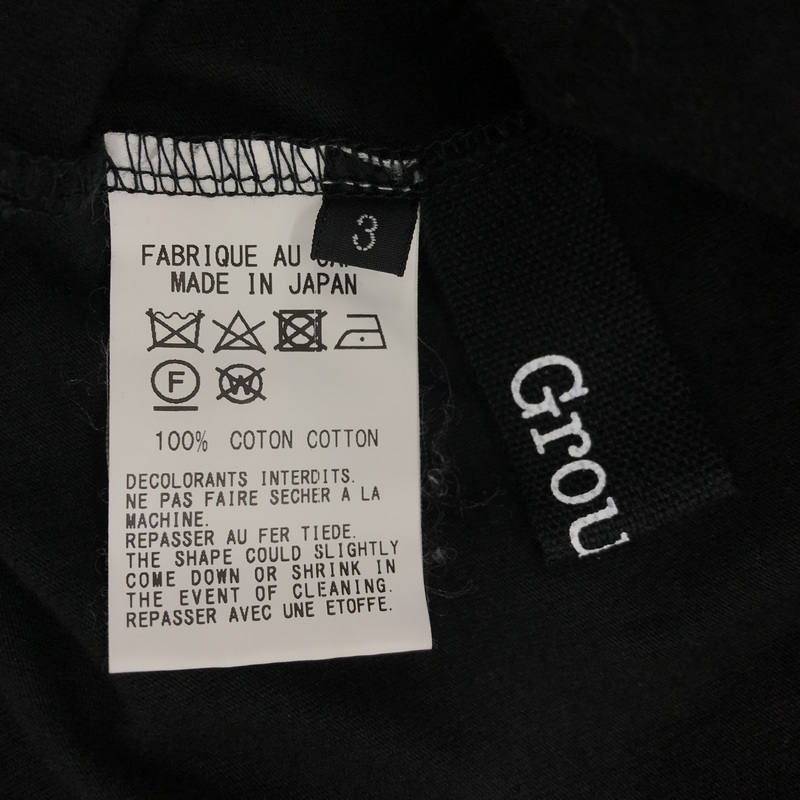 3
FABRIQUE AU
MADE IN JAPAN
F
W
100% COTON COTTON
DECOLORANTS INTERDITS.
NE PAS FAIRE SECHER A LA
MACHINE.
REPASSER AU FER TIEDE.
THE SHAPE COULD SLIGHTLY
COME DOWN OR SHRINK IN
THE EVENT OF CLEANING.
REPASSER AVEC UNE ETOFFE.
Grou